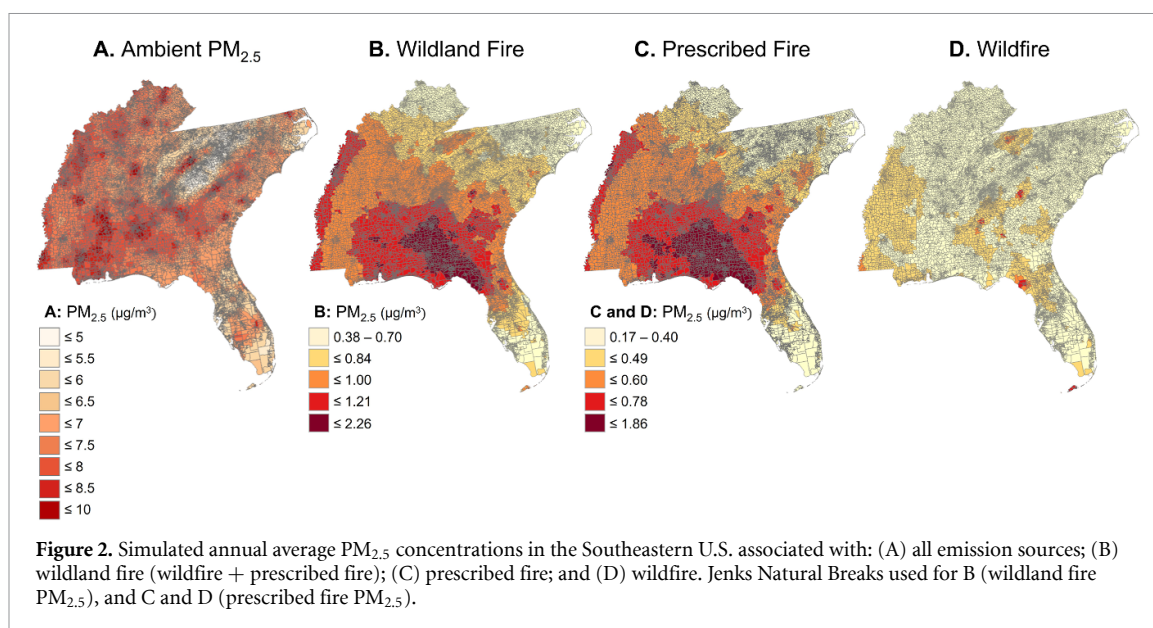 A. Ambient PM2.5
B. Wildland Fire
C. Prescribed Fire
D. Wildfire
A: PM2.5 (µg/m³)
≤ 5
≤ 5.5
≤ 6
≤ 6.5
≤ 7
≤ 7.5
≤ 8
≤ 8.5
≤ 10
B: PM2.5 (µg/m³)
0.38 – 0.70
≤ 0.84
≤ 1.00
≤ 1.21
≤ 2.26
C and D: PM2.5 (µg/m³)
0.17 – 0.40
≤ 0.49
≤ 0.60
≤ 0.78
≤ 1.86
Figure 2. Simulated annual average PM2.5 concentrations in the Southeastern U.S. associated with: (A) all emission sources; (B)
wildland fire (wildfire + prescribed fire); (C) prescribed fire; and (D) wildfire. Jenks Natural Breaks used for B (wildland fire
PM2.5), and C and D (prescribed fire PM2.5).